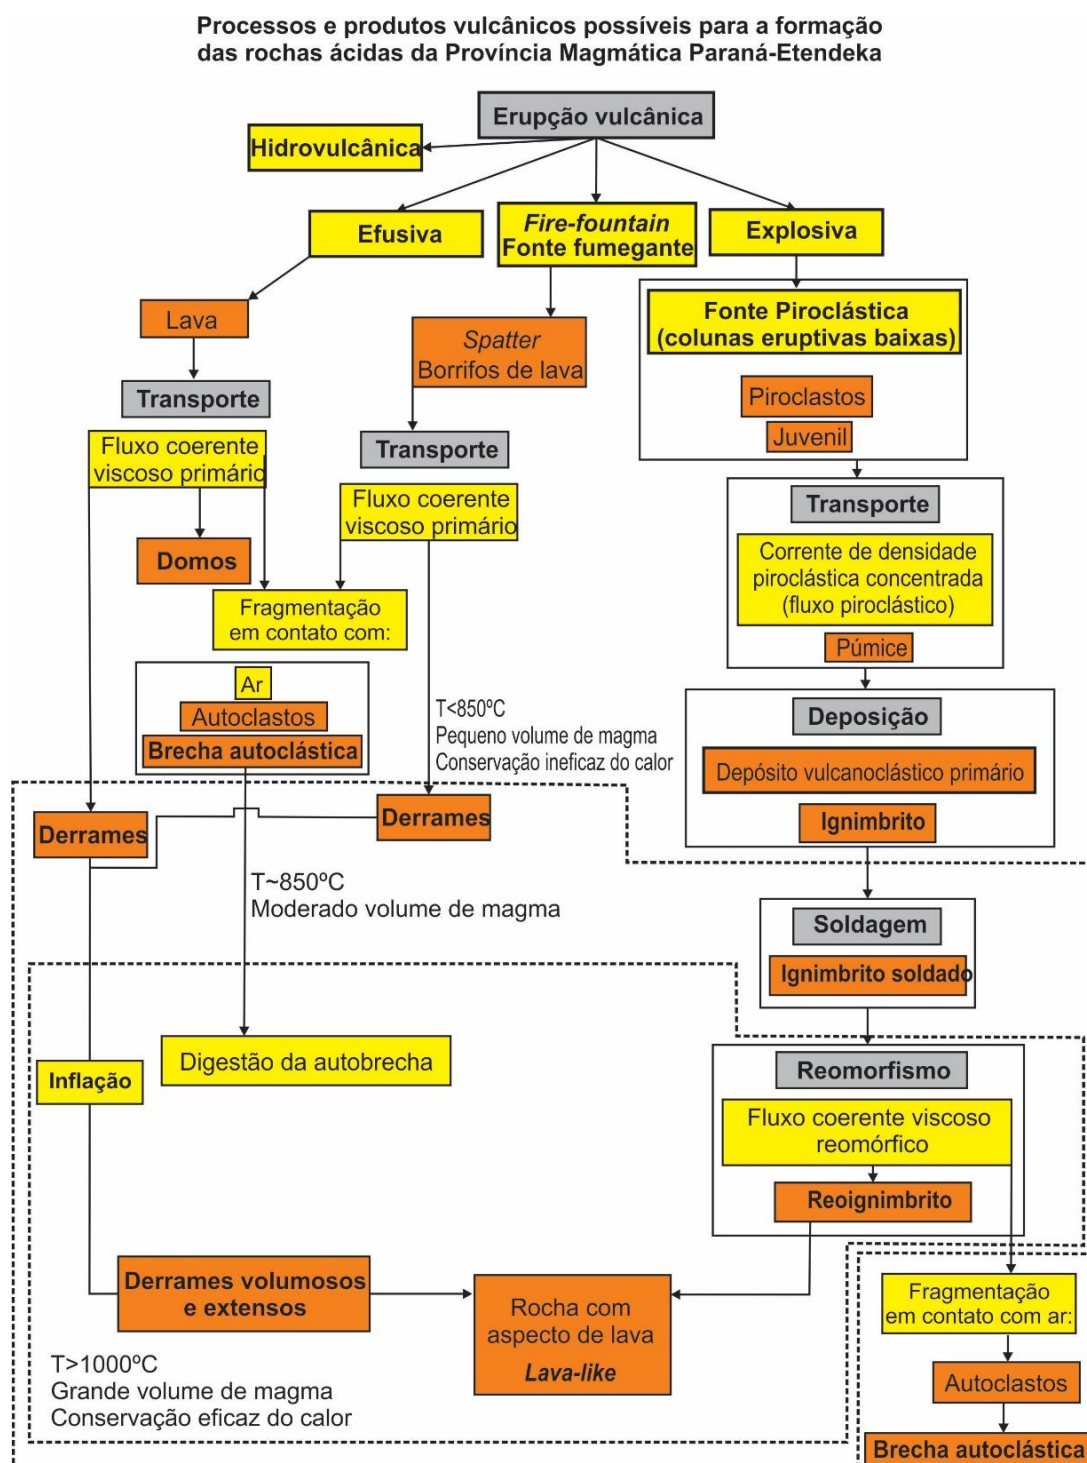 Processos e produtos vulcânicos possíveis para a formação
das rochas ácidas da Província Magmática Paraná-Etendeka
Erupção vulcânica
Hidrovulcânica
Efusiva
Fire-fountain
Fonte fumegante
Explosiva
Lava
Transporte
Fluxo coerente
viscoso primário
Domos
Spatter
Borrifos de lava
Transporte
Fluxo coerente
viscoso primário
Fragmentação
em contato com:
Ar
Autoclastos
Brecha autoclástica
T<850ºC
Pequeno volume de magma
Conservação ineficaz do calor
Fonte Piroclástica
(colunas eruptivas baixas)
Piroclastos
Juvenil
Transporte
Corrente de densidade
piroclástica concentrada
(fluxo piroclástico)
Púmice
Deposição
Depósito vulcanoclástico primário
Ignimbrito
Derrames
Derrames
T~850ºC
Moderado volume de magma
Soldagem
Ignimbrito soldado
Digestão da autobrecha
Inflação
Reomorfismo
Fluxo coerente viscoso
reomórfico
Reoignimbrito
Derrames volumosos
e extensos
Rocha com
aspecto de lava
Lava-like
T>1000ºC
Grande volume de magma
Conservação eficaz do calor
Fragmentação
em contato com ar:
Autoclastos
Brecha autoclástica